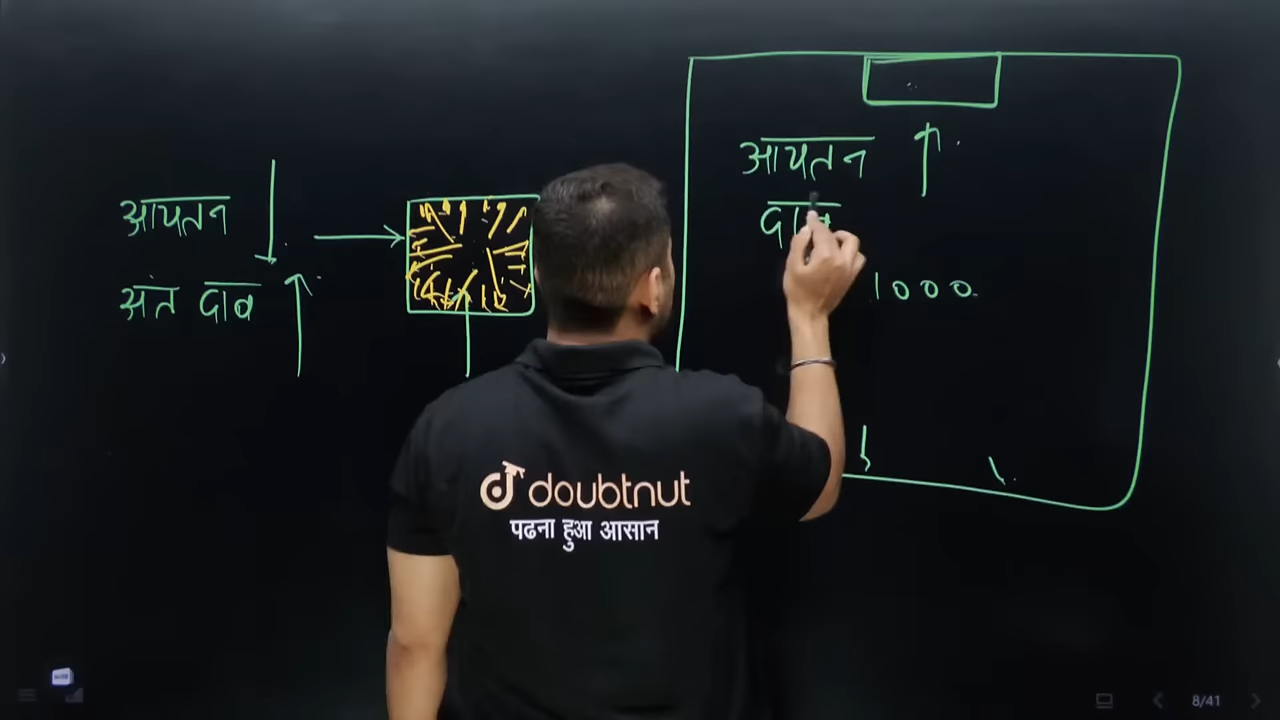 आयतन
अंत दाब
आयतन
दाब
1000
doubtnut
पढना हुआ आसान
8/41